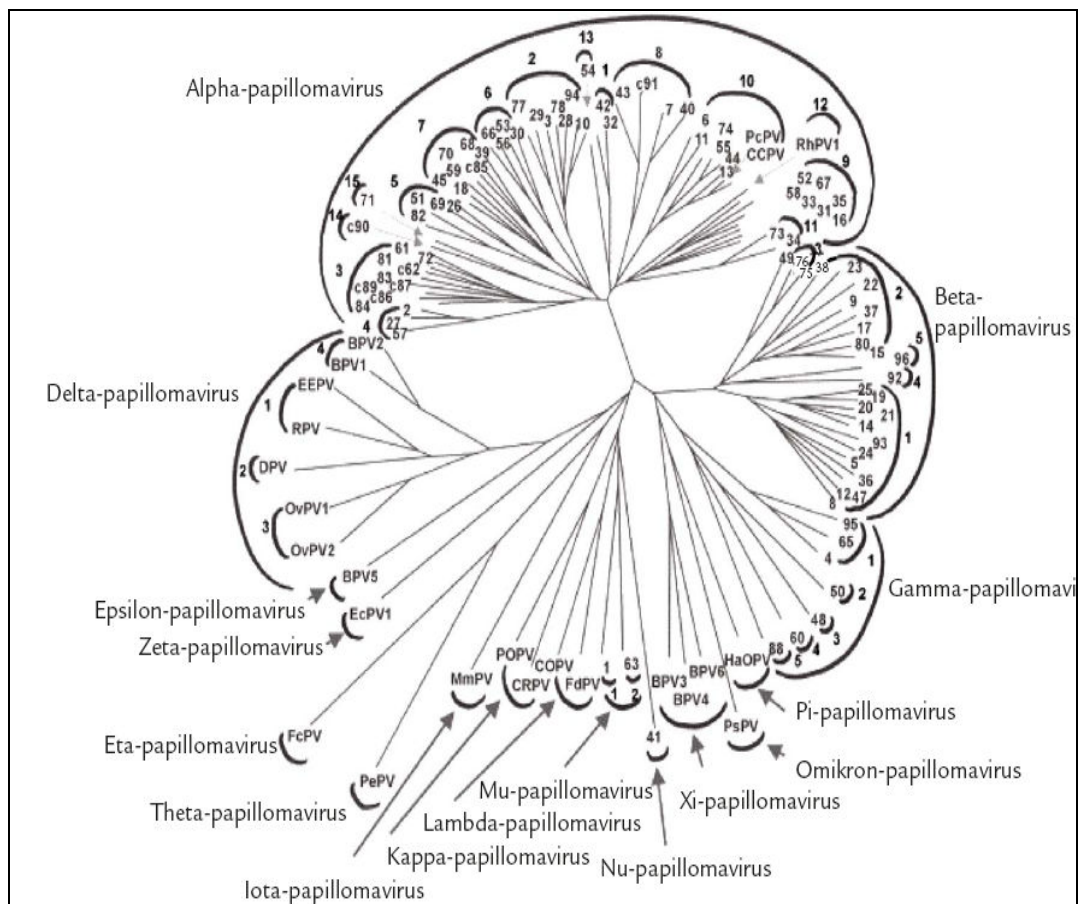 13
8
2
54
1
c91
10
Alpha-papillomavirus
6
94
43
77
78
42
7
40
12
29
3
28
10
32
6
74
7
66
53
30
11
PcPV
RhPV1
68
56
55
CCPV
9
70
39
44
59
c85
13
52
67
15
5
45
18
58
33
35
71
51
69
26
31
16
14
c90
82
73
11
61
34
3
81
72
49
76
38
23
3
c62
75
83
22
2
Beta-
c89
c87
9
papillomavirus
c86
37
84
2
17
4
27
57
80
15
5
4
BPV2
96
BPV1
92
4
Delta-papillomavirus
EEPV
25
19
1
20
21
RPV
14
1
93
24
2
DPV
5
36
12
47
OvPV1
8
3
95
65
OvPV2
4
1
BPV5
50
2
Gamma-papillomavi
Epsilon-papillomavirus
EcPV1
48
Zeta-papillomavirus
60
3
4
88
5
POPV
COPV
1
63
HaOPV
MmPV
CRPV
FdPV
BPV3
BPV6
1
2
BPV4
Pi-papillomavirus
FcPV
41
PsPV
Eta-papillomavirus
Omikron-papillomavirus
PePV
Mu-papillomavirus
Xi-papillomavirus
Theta-papillomavirus
Lambda-papillomavirus
Kappa-papillomavirus
Nu-papillomavirus
Iota-papillomavirus